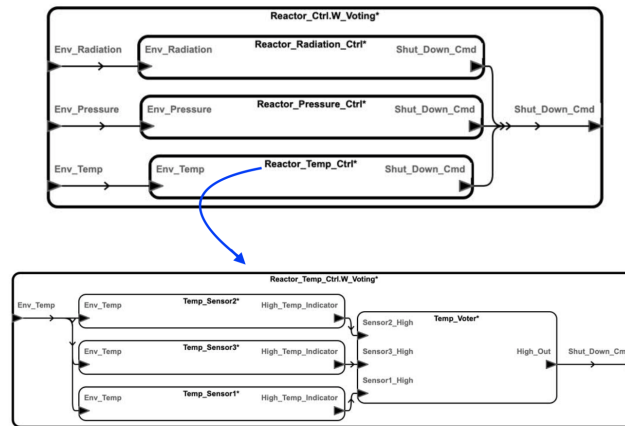 Reactor_Ctrl.W_Voting*
Env_Radiation Env_Radiation Reactor_Radiation_Ctrl* Shut_Down_Cmd
Env_Pressure Env_Pressure Reactor_Pressure_Ctrl* Shut_Down_Cmd Shut_Down_Cmd
Env_Temp Env_Temp Reactor_Temp_Ctrl* Shut_Down_Cmd
Reactor_Temp_Ctrl.W_Voting*
Env_Temp Env_Temp Temp_Sensor2* High_Temp_Indicator Temp_Voter*
Sensor2_High
Env_Temp Temp_Sensor3* High_Temp_Indicator Sensor3_High High_Out Shut_Down_Cm
Sensor1_High
Env_Temp Temp_Sensor1* High_Temp_Indicator